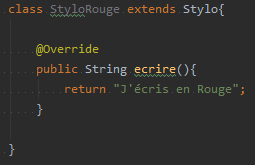 class StyloRouge extends Stylo{
@Override
public String ecrire(){
return "J'écris en Rouge";
}
}